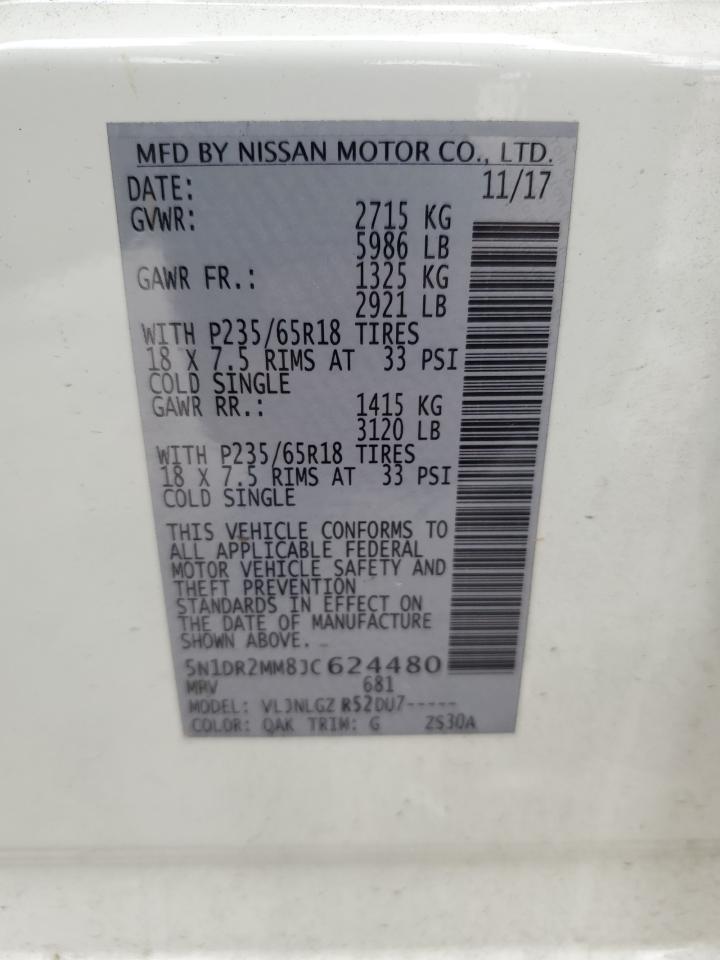 MFD BY NISSAN MOTOR CO., LTD.
DATE: 11/17
GVWR: 2715 KG
5986 LB
GAWR FR.: 1325 KG
2921 LB
WITH P235/65R18 TIRES
18 X 7.5 RIMS AT 33 PSI
COLD SINGLE
GAWR RR.: 1415 KG
3120 LB
WITH P235/65R18 TIRES
18 X 7.5 RIMS AT 33 PSI
COLD SINGLE
THIS VEHICLE CONFORMS TO
ALL APPLICABLE FEDERAL
MOTOR VEHICLE SAFETY AND
THEFT PREVENTION
STANDARDS IN EFFECT ON
THE DATE OF MANUFACTURE
SHOWN ABOVE.
5N1DR2MM8JC624480
MPV 681
MODEL: VLJNLGZ R52DU7-----
COLOR: QAK TRIM: G ZS30A